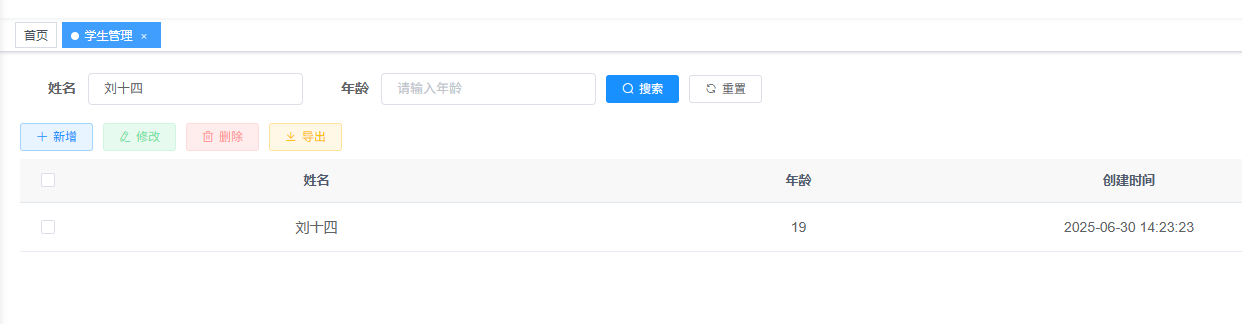 首页 学生管理 ×
姓名 刘十四 年龄 请输入年龄 搜索 重置
新增 修改 删除 导出
姓名 年龄 创建时间
刘十四 19 2025-06-30 14:23:23